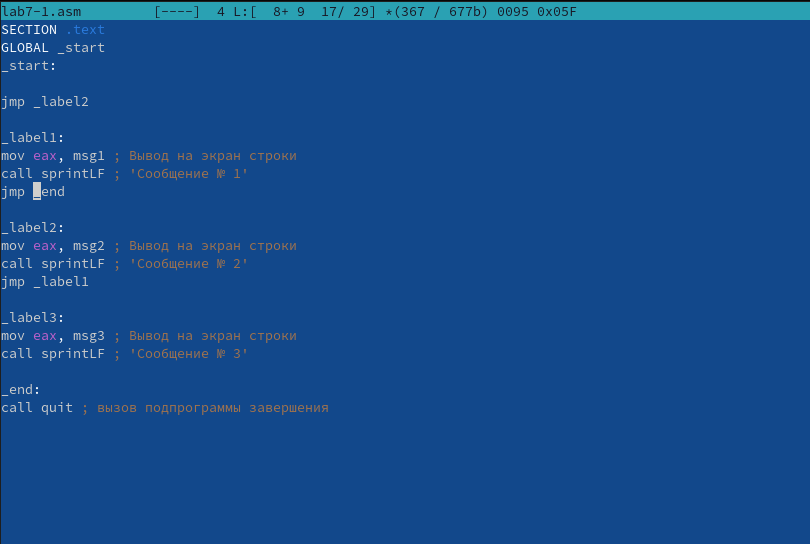 lab7-1.asm [----] 4 L:[ 8+ 9 17/ 29] *(367 / 677b) 0095 0x05F
SECTION .text
GLOBAL _start
_start:
jmp _label2
_label1:
mov eax, msg1 ; Вывод на экран строки
call sprintLF ; 'Сообщение № 1'
jmp _end
_label2:
mov eax, msg2 ; Вывод на экран строки
call sprintLF ; 'Сообщение № 2'
jmp _label1
_label3:
mov eax, msg3 ; Вывод на экран строки
call sprintLF ; 'Сообщение № 3'
_end:
call quit ; вызов подпрограммы завершения